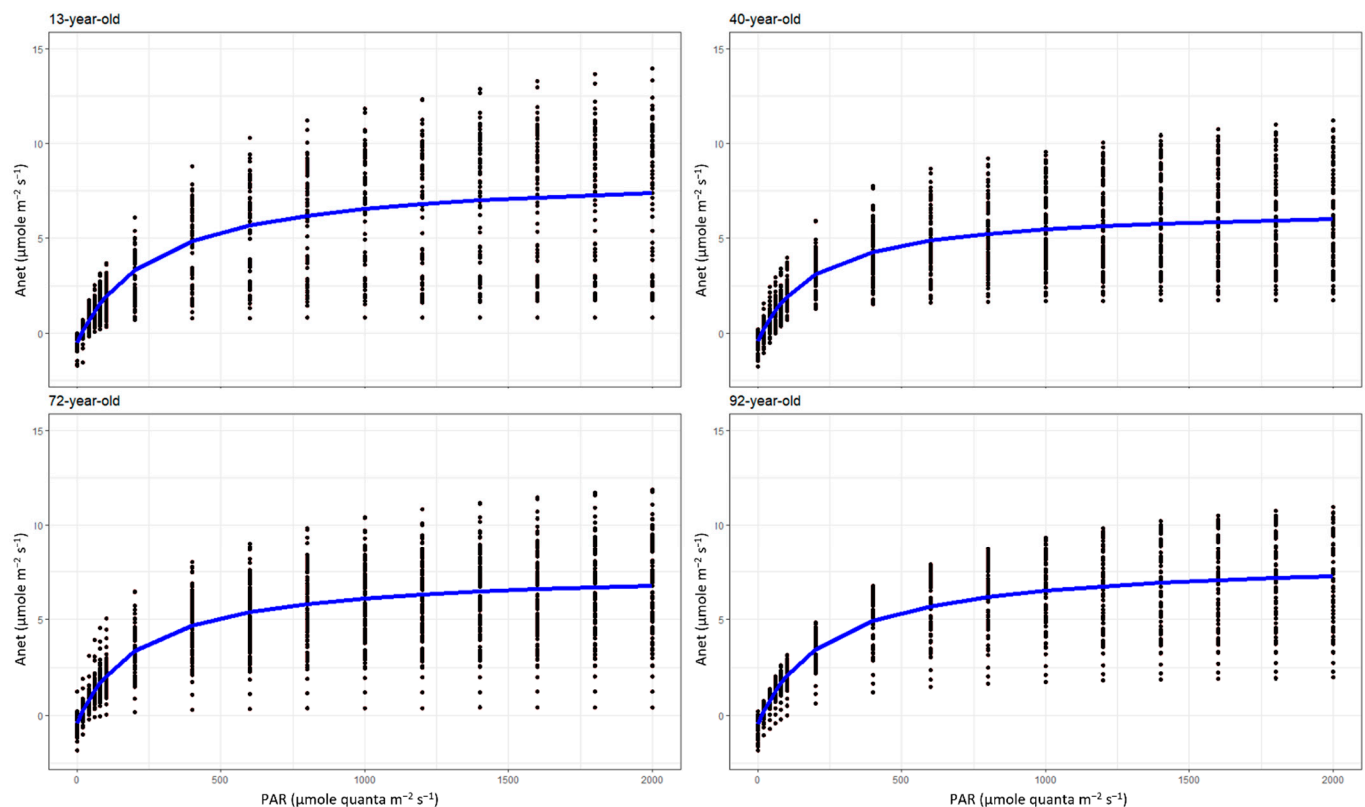 13-year-old
40-year-old
15
10
5
0
Anet (µmole m⁻² s⁻¹)
15
10
5
0
Anet (µmole m⁻² s⁻¹)
72-year-old
92-year-old
15
10
5
0
Anet (µmole m⁻² s⁻¹)
15
10
5
0
Anet (µmole m⁻² s⁻¹)
0 500 1000 1500 2000
0 500 1000 1500 2000
PAR (µmole quanta m⁻² s⁻¹)
PAR (µmole quanta m⁻² s⁻¹)